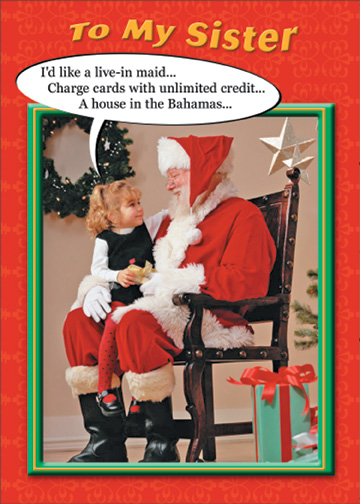 To My Sister
I'd like a live-in maid...
Charge cards with unlimited credit...
A house in the Bahamas...